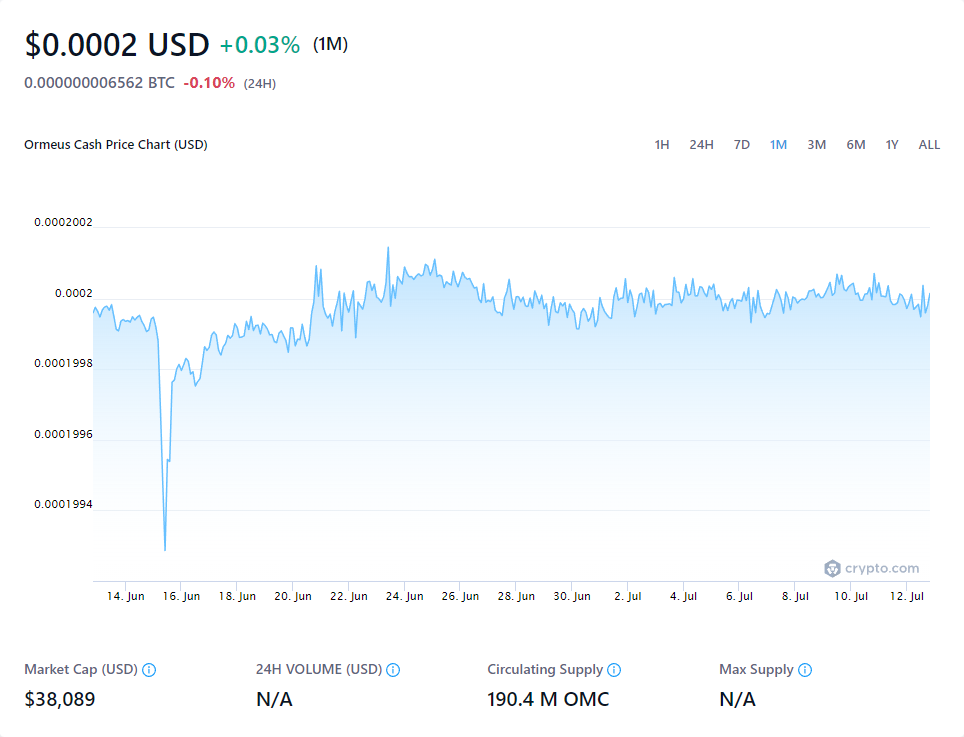 $0.0002 USD +0.03% (1M)
0.000000006562 BTC -0.10% (24H)
Ormeus Cash Price Chart (USD) 1H 24H 7D 1M 3M 6M 1Y ALL
0.0002002
0.0002
0.0001998
0.0001996
0.0001994
crypto.com
14. Jun 16. Jun 18. Jun 20. Jun 22. Jun 24. Jun 26. Jun 28. Jun 30. Jun 2. Jul 4. Jul 6. Jul 8. Jul 10. Jul 12. Jul
Market Cap (USD) 24H VOLUME (USD) Circulating Supply Max Supply
$38,089 N/A 190.4 M OMC N/A